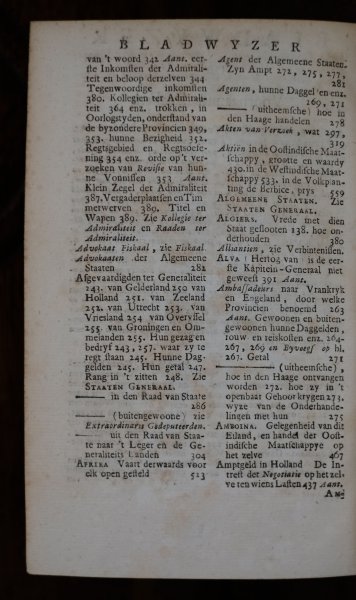 BLADWYZER
van 't woord 342 Aant. eer-
ste Inkomsten der Admirali-
teit en beloop derzelven 344
Tegenwoordige inkomsten
380. Kollegien ter Admirali-
teit 364 enz. trokken, in
Oorlogstyden, onderstand van
de byzondere Provincien 349,
353. hunne Bezigheid 352.
Regtsgebied en Regtsoefe-
ning 354 enz. orde op 't ver-
zoeken van Revisie van hun-
ne Vonnissen 353 Aant.
Klein Zegel der Admiraliteit
387. Vergaderplaatsen en Tim-
merwerven 389. Titel en
Wapen 389. Zie Kollegie ter
Admiraliteit en Raaden ter
Admiraliteit.
Advokaat Fiskaal, zie Fiskaal.
Advokaaten der Algemeene
Staaten 282
Afgevaardigden ter Generaliteit
243. van Gelderland 250 van
Holland 251. van Zeeland
252. van Utrecht 253. van
Vriesland 254 van Overyssel
255. van Groningen en Om-
melanden 255. Hun gezag en
bedryf 243, 257. waar zy te
regt staan 245. Hunne Dag-
gelden 245. Hun getal 247.
Rang in 't zitten 248. Zie
STAATEN GENERAAL.
—— in den Raad van Staate
286
—— (buitengewoone) zie
Extraordinaris Gedeputeerden.
—— uit den Raad van Staa-
te naar 't Leger en de Ge-
neraliteits Landen 304
AFRIKA Vaart derwaards voor
elk open gesteld 523
Agent der Algemeene Staaten.
Zyn Ampt 272, 275, 277,
281
Agenten, hunne Daggel en enz.
169, 271
—— (uitheemsche) hoe in
den Haage handelen 278
Akten van Verzoek, wat 297,
319
Aktiën in de Oostindische Maat-
schappy, grootte en waardy
430. in de Westindische Maat-
schappy 533. in de Volkplan-
ting de Berbice, prys 559
ALGEMEENE STAATEN. Zie
STAATEN GENERAAL.
ALGIERS. Vrede met dien
Staat geslooten 138. hoe on-
derhouden. 380
Alliantien, zie Verbintenissen.
ALVA Hertog van is de eer-
ste Kapitein-Generaal niet
geweest 391 Aant.
Ambassadeurs naar Vrankryk
en Engeland, door welke
Provincien benoemd 263
Aant. Gewoonen en buiten-
gewoonen hunne Daggelden,
rouw en reiskosten enz. 264-
267, 269 en Byvoegs op bl.
267. Getal 271
—— (uitheemsche),
hoe in den Haage ontvangen
worden 272. hoe zy in 't
openbaar Gehoor krygen 273.
wyze van de Onderhande-
lingen met hun 275
AMBOINA. Gelegenheid van dit
Eiland, en handel der Oost-
indische Maatschappye op
het zelve 467
Amptgeld in Holland De In-
trest der Negotiatie op het zel-
ve ten wiens Lasten 437 Aant.